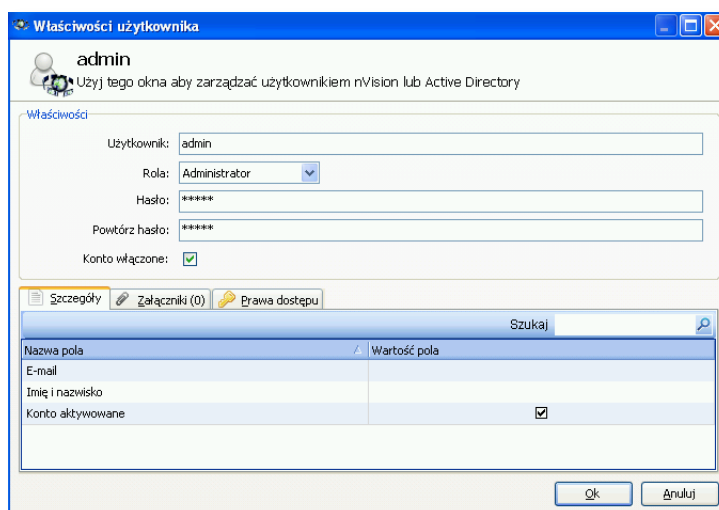 Właściwości użytkownika
admin
Użyj tego okna aby zarządzać użytkownikiem nVision lub Active Directory
Właściwości
Użytkownik: admin
Rola: Administrator
Hasło: *****
Powtórz hasło: *****
Konto włączone:
Szczegóły Załączniki (0) Prawa dostępu
Szukaj
Nazwa pola Wartość pola
E-mail
Imię i nazwisko
Konto aktywowane
Ok Anuluj